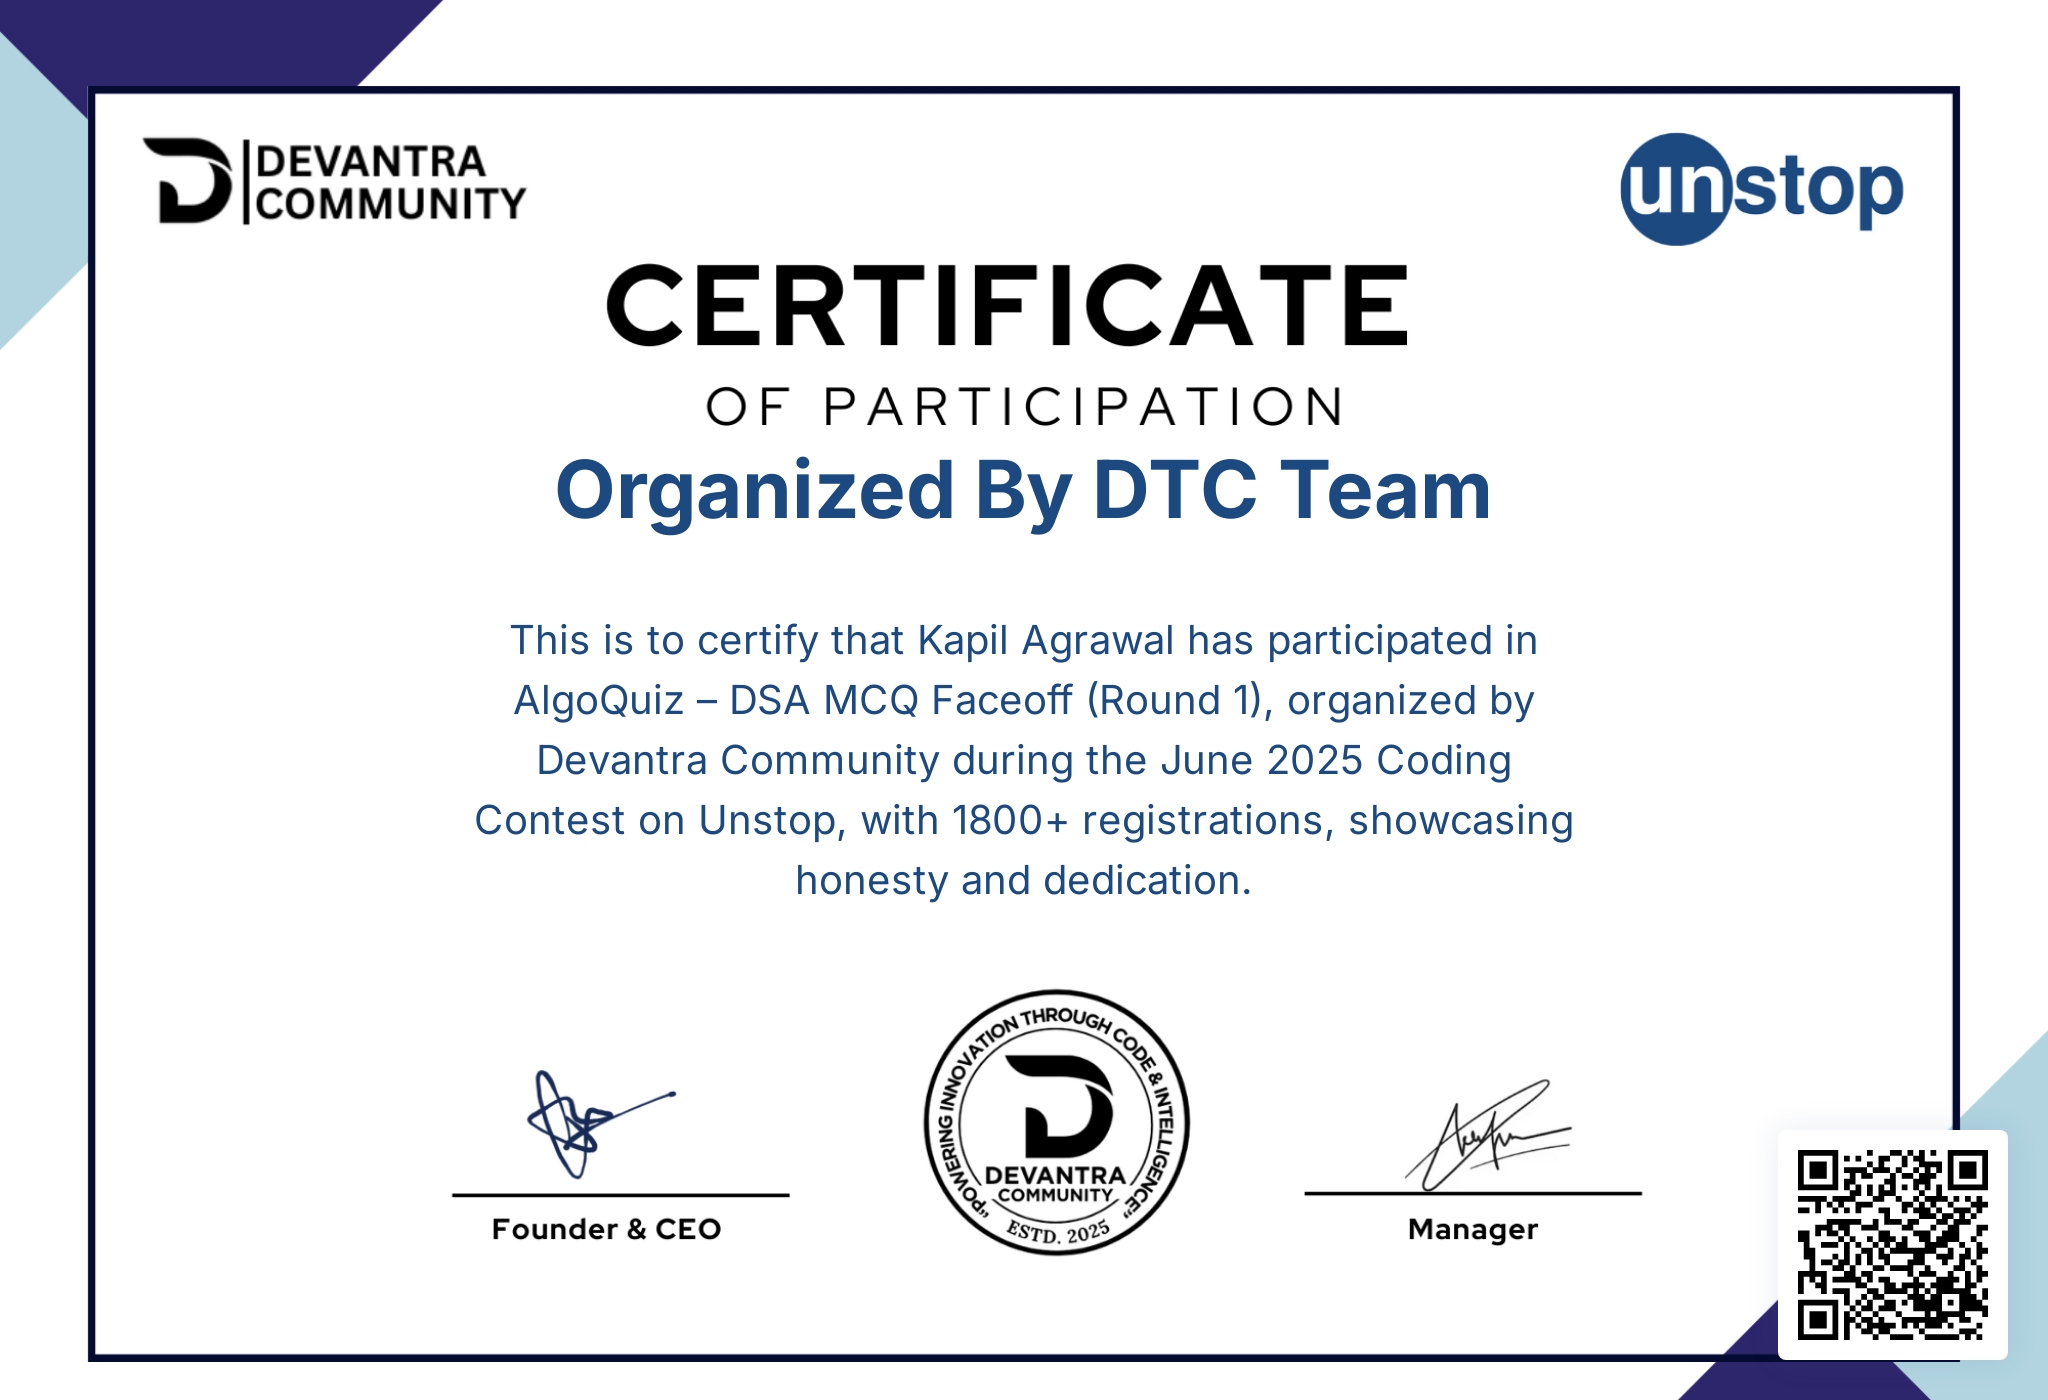 DEVANTRA
COMMUNITY
unstop
CERTIFICATE
OF PARTICIPATION
Organized By DTC Team
This is to certify that Kapil Agrawal has participated in
AlgoQuiz – DSA MCQ Faceoff (Round 1), organized by
Devantra Community during the June 2025 Coding
Contest on Unstop, with 1800+ registrations, showcasing
honesty and dedication.
"POWERING INNOVATION THROUGH CODE & INTELLIGENCE"
DEVANTRA
COMMUNITY
ESTD. 2025
Founder & CEO
Manager